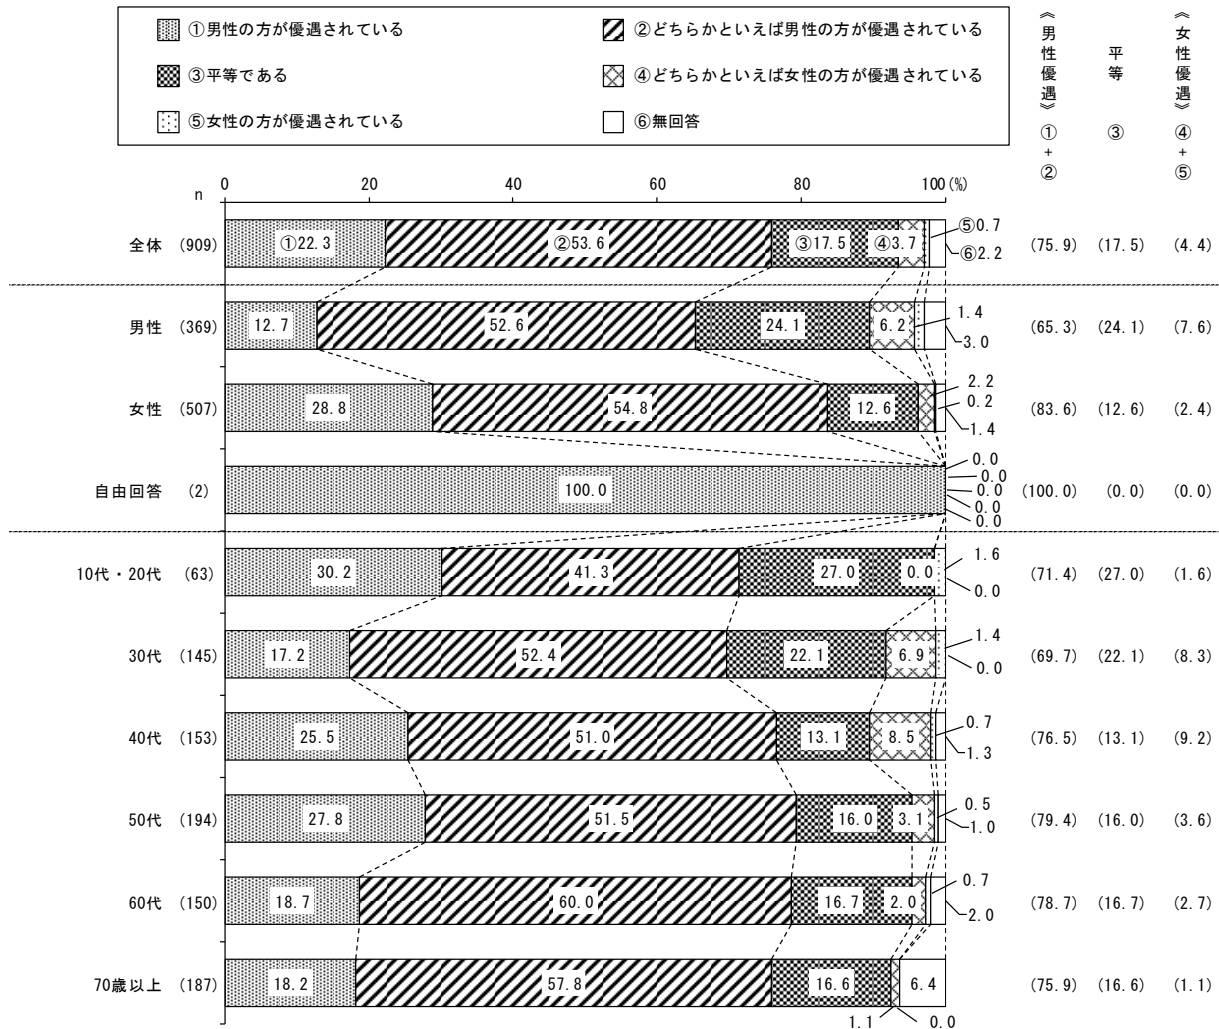 ①男性の方が優遇されている
②どちらかといえば男性の方が優遇されている
③平等である
④どちらかといえば女性の方が優遇されている
⑤女性の方が優遇されている
⑥無回答
《男性優遇》①+②
平等 ③
《女性優遇》④+⑤
n 0 20 40 60 80 100 (%)
全体 (909) ①22.3 ②53.6 ③17.5 ④3.7 ⑤0.7 ⑥2.2 (75.9) (17.5) (4.4)
男性 (369) 12.7 52.6 24.1 6.2 1.4 3.0 (65.3) (24.1) (7.6)
女性 (507) 28.8 54.8 12.6 2.2 0.2 1.4 (83.6) (12.6) (2.4)
自由回答 (2) 100.0 0.0 0.0 0.0 0.0 0.0 (100.0) (0.0) (0.0)
10代・20代 (63) 30.2 41.3 27.0 0.0 1.6 0.0 (71.4) (27.0) (1.6)
30代 (145) 17.2 52.4 22.1 6.9 1.4 0.0 (69.7) (22.1) (8.3)
40代 (153) 25.5 51.0 13.1 8.5 0.7 1.3 (76.5) (13.1) (9.2)
50代 (194) 27.8 51.5 16.0 3.1 0.5 1.0 (79.4) (16.0) (3.6)
60代 (150) 18.7 60.0 16.7 2.0 0.7 2.0 (78.7) (16.7) (2.7)
70歳以上 (187) 18.2 57.8 16.6 1.1 0.0 6.4 (75.9) (16.6) (1.1)